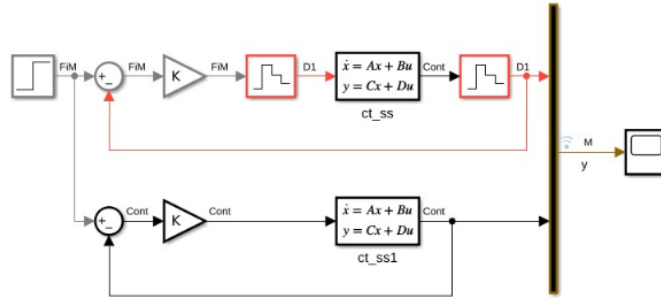 FiM
FiM
K
FiM
D1
ẋ = Ax + Bu
y = Cx + Du
ct_ss
Cont
D1
M
y
Cont
K
Cont
ẋ = Ax + Bu
y = Cx + Du
ct_ss1
Cont